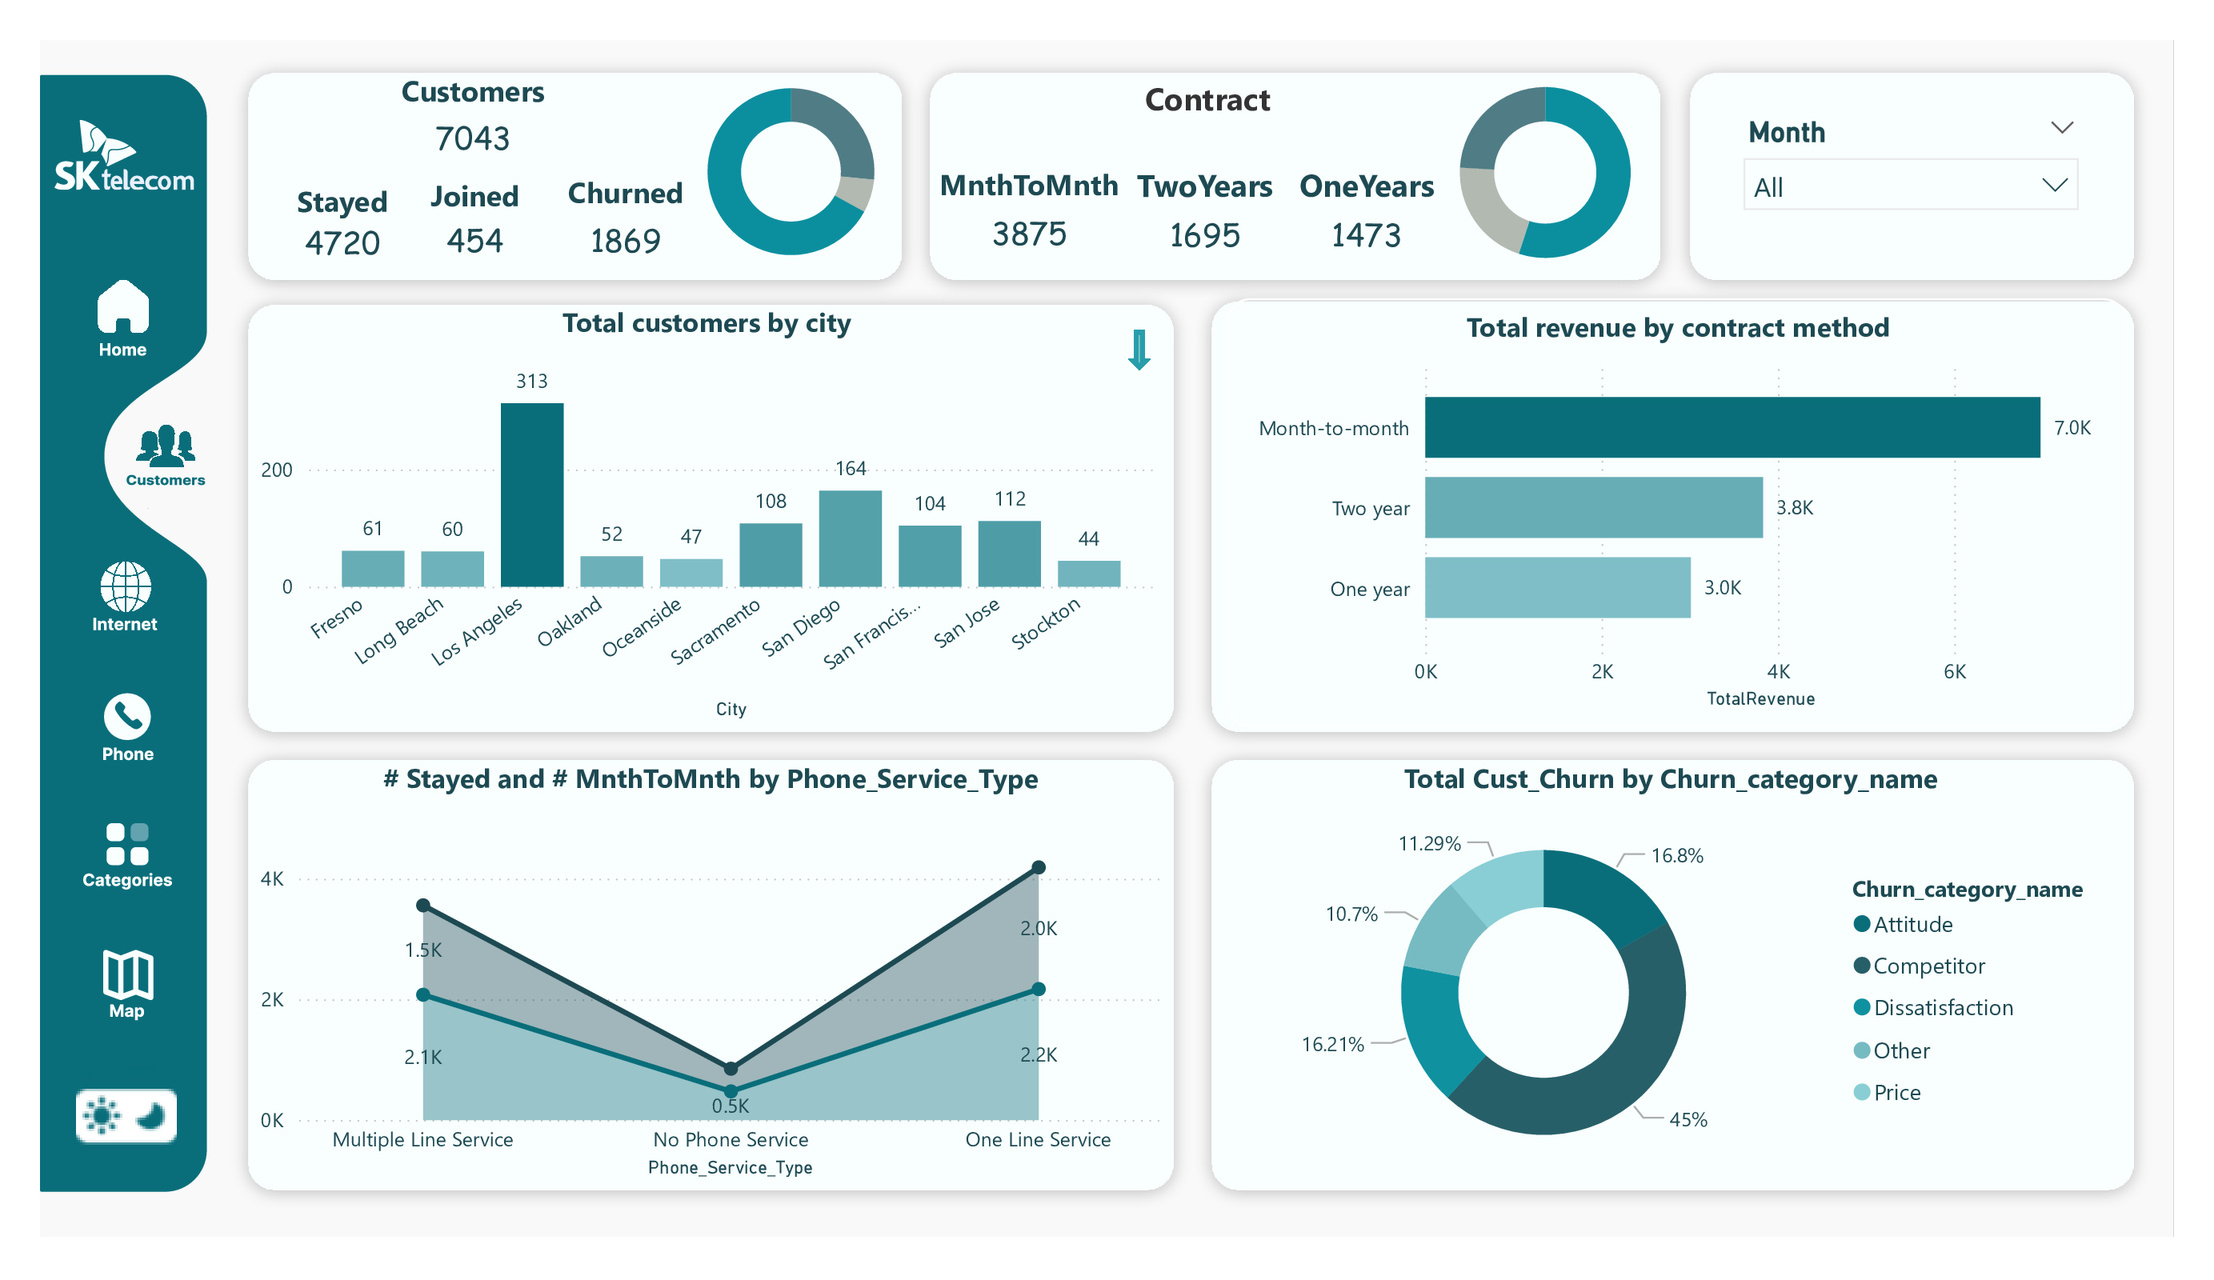 SK telecom
Home
Customers
Internet
Phone
Categories
Map
Customers
7043
Stayed
4720
Joined
454
Churned
1869
Contract
MnthToMnth
3875
TwoYears
1695
OneYears
1473
Month
All
Total customers by city
200
0
61
60
313
52
47
108
164
104
112
44
Fresno
Long Beach
Los Angeles
Oakland
Oceanside
Sacramento
San Diego
San Francis...
San Jose
Stockton
City
Total revenue by contract method
Month-to-month
7.0K
Two year
3.8K
One year
3.0K
0K
2K
4K
6K
TotalRevenue
# Stayed and # MnthToMnth by Phone_Service_Type
4K
2K
0K
1.5K
2.1K
0.5K
2.0K
2.2K
Multiple Line Service
No Phone Service
One Line Service
Phone_Service_Type
Total Cust_Churn by Churn_category_name
11.29%
16.8%
10.7%
16.21%
45%
Churn_category_name
Attitude
Competitor
Dissatisfaction
Other
Price